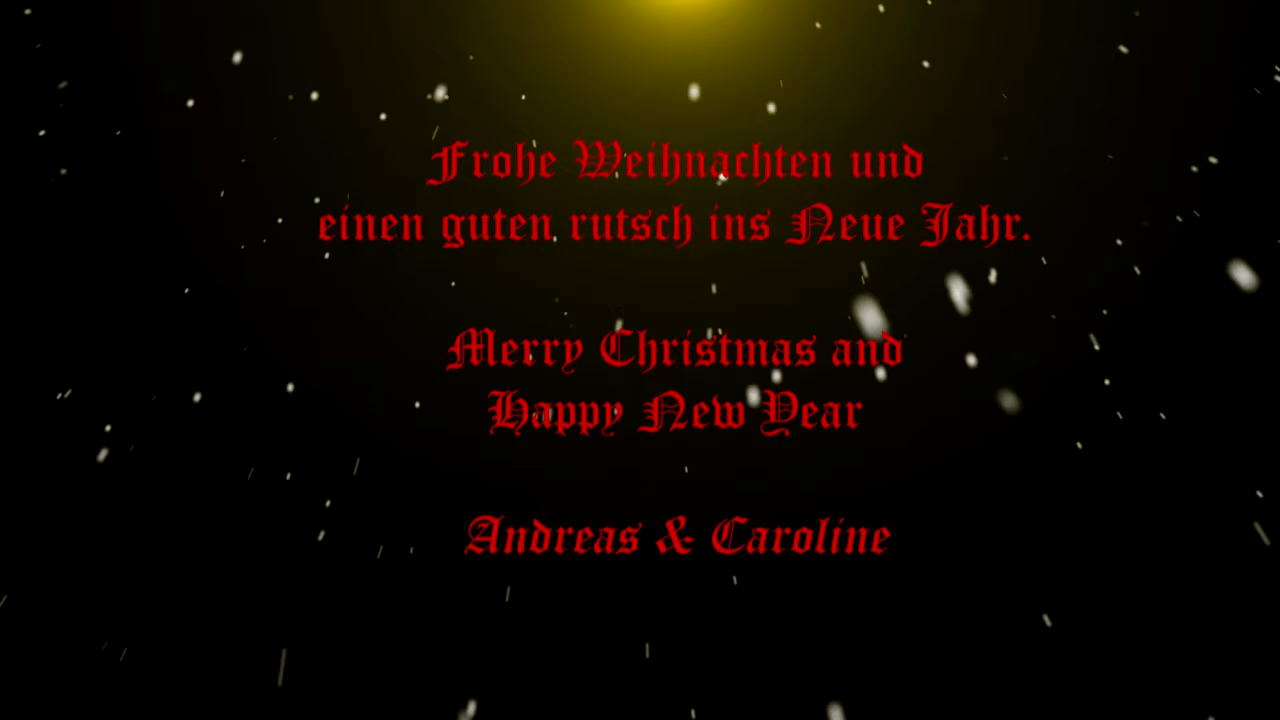 Frohe Weihnachten und
einen guten rutsch ins Neue Jahr.
Merry Christmas and
Happy New Year
Andreas & Caroline